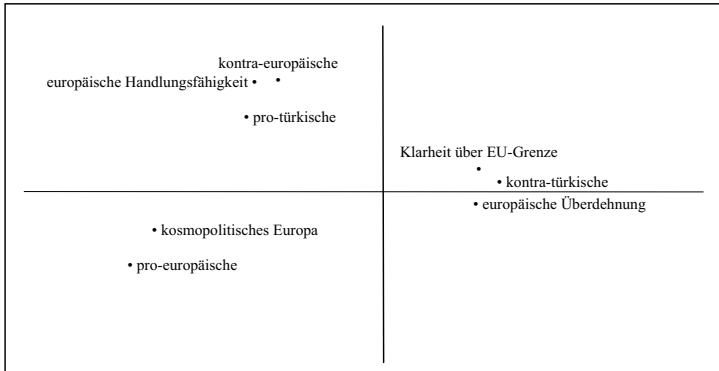 kontra-europäische
europäische Handlungsfähigkeit •
• pro-türkische
Klarheit über EU-Grenze
• kontra-türkische
• europäische Überdehnung
• kosmopolitisches Europa
• pro-europäische